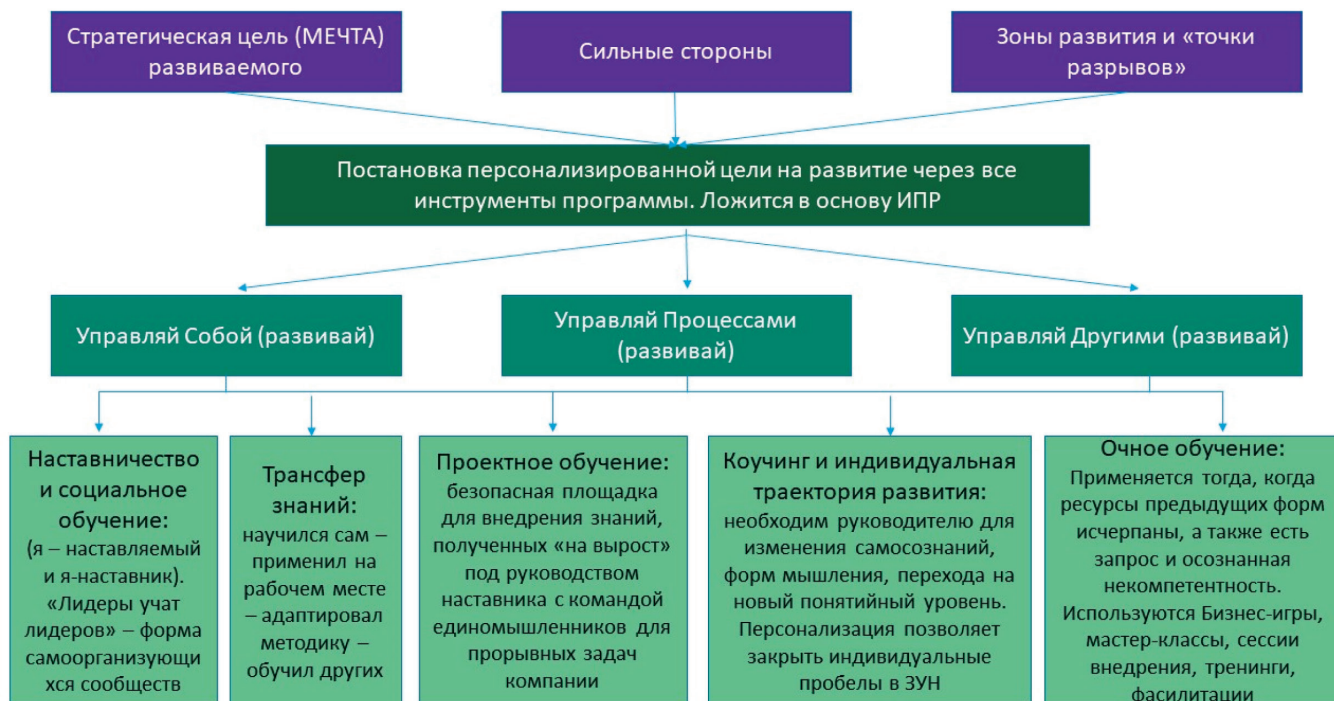 Стратегическая цель (МЕЧТА)
развиваемого
Сильные стороны
Зоны развития и «точки
разрывов»
Постановка персонализированной цели на развитие через все
инструменты программы. Ложится в основу ИПР
Управляй Собой (развивай)
Управляй Процессами
(развивай)
Управляй Другими (развивай)
Наставничество
и социальное
обучение:
(я – наставляемый
и я-наставник).
«Лидеры учат
лидеров» – форма
самоорганизующи
хся сообществ
Трансфер
знаний:
научился сам –
применил на
рабочем месте
– адаптировал
методику –
обучил других
Проектное обучение:
безопасная площадка
для внедрения знаний,
полученных «на вырост»
под руководством
наставника с командой
единомышленников для
прорывных задач
компании
Коучинг и индивидуальная
траектория развития:
необходим руководителю для
изменения самосознаний,
форм мышления, перехода на
новый понятийный уровень.
Персонализация позволяет
закрыть индивидуальные
пробелы в ЗУН
Очное обучение:
Применяется тогда, когда
ресурсы предыдущих форм
исчерпаны, а также есть
запрос и осознанная
некомпетентность.
Используются Бизнес-игры,
мастер-классы, сессии
внедрения, тренинги,
фасилитации